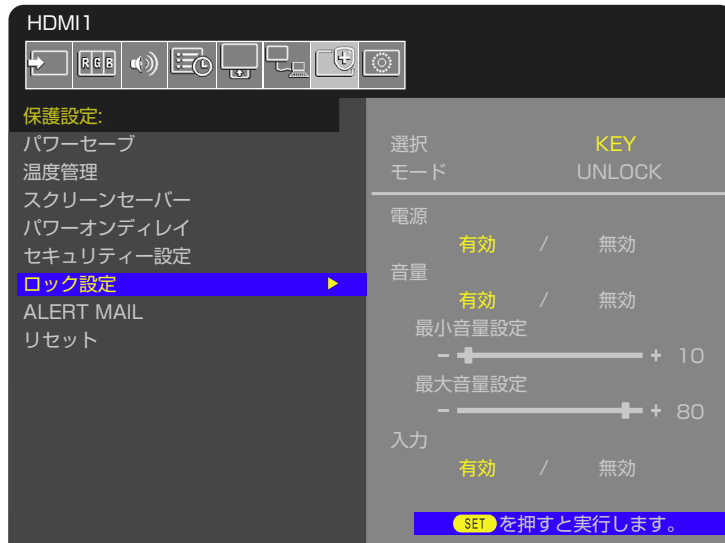 HDMI1
RGB
保護設定:
パワーセーブ
温度管理
スクリーンセーバー
パワーオンディレイ
セキュリティー設定
ロック設定
ALERT MAIL
リセット
選択 KEY
モード UNLOCK
電源
有効 / 無効
音量
有効 / 無効
最小音量設定
- + 10
最大音量設定
- + 80
入力
有効 / 無効
SET を押すと実行します。